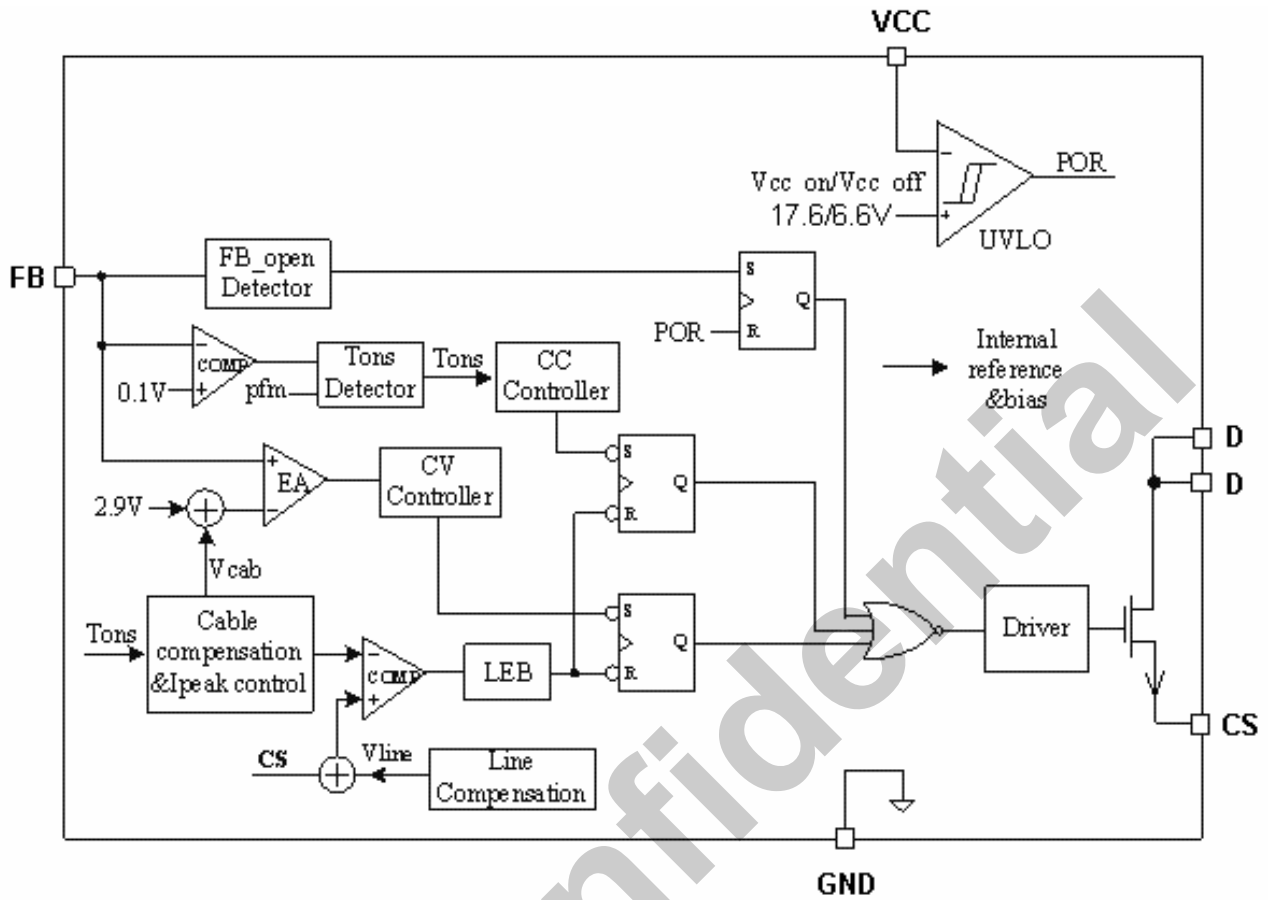 VCC
Vcc on/Vcc off
17.6/6.6V
−
+
POR
UVLO
FB
FB_open
Detector
S
Q
R
POR
Internal
reference
&bias
−
COMP
+
0.1V
pfm
Tons
Detector
Tons
CC
Controller
D
D
+
EA
−
2.9V
CV
Controller
S
Q
R
Vcab
Tons
Cable
compensation
&Ipeak control
−
COMP
+
LEB
S
Q
R
Driver
CS
CS
Vline
Line
Compensation
GND
nfidential